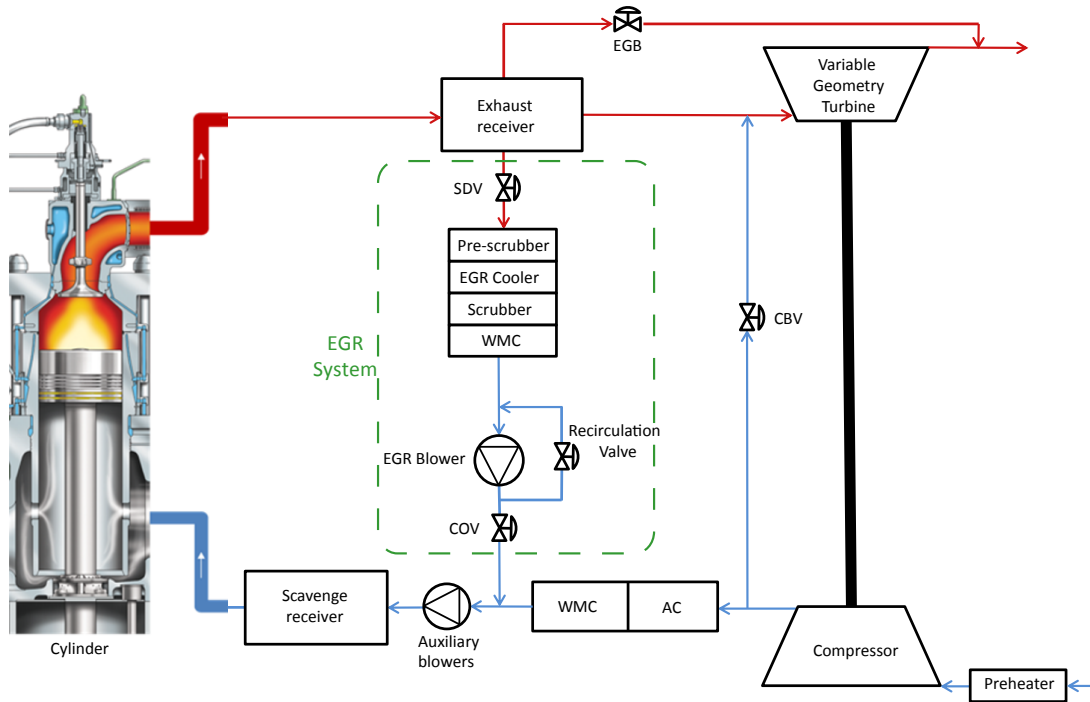 EGB
Variable
Geometry
Turbine
Exhaust
receiver
SDV
Pre-scrubber
EGR Cooler
Scrubber
WMC
CBV
EGR
System
Recirculation
Valve
EGR Blower
COV
Scavenge
receiver
WMC
AC
Auxiliary
blowers
Compressor
Cylinder
Preheater